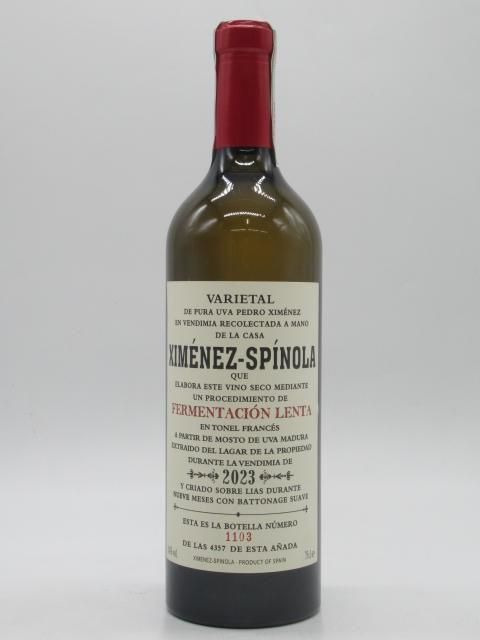 VARIETAL
DE PURA UVA PEDRO XIMÉNEZ
EN VENDIMIA RECOLECTADA A MANO
DE LA CASA
XIMÉNEZ-SPÍNOLA
QUE
ELABORA ESTE VINO SECO MEDIANTE
UN PROCEDIMIENTO DE
FERMENTACIÓN LENTA
EN TONEL FRANCÉS
A PARTIR DE MOSTO DE UVA MADURA
EXTRAIDO DEL LAGAR DE LA PROPIEDAD
DURANTE LA VENDIMIA DE
2023
Y CRIADO SOBRE LIAS DURANTE
NUEVE MESES CON BATTONAGE SUAVE
ESTA ES LA BOTELLA NÚMERO
1103
DE LAS 4357 DE ESTA AÑADA
XIMÉNEZ-SPÍNOLA - PRODUCT OF SPAIN